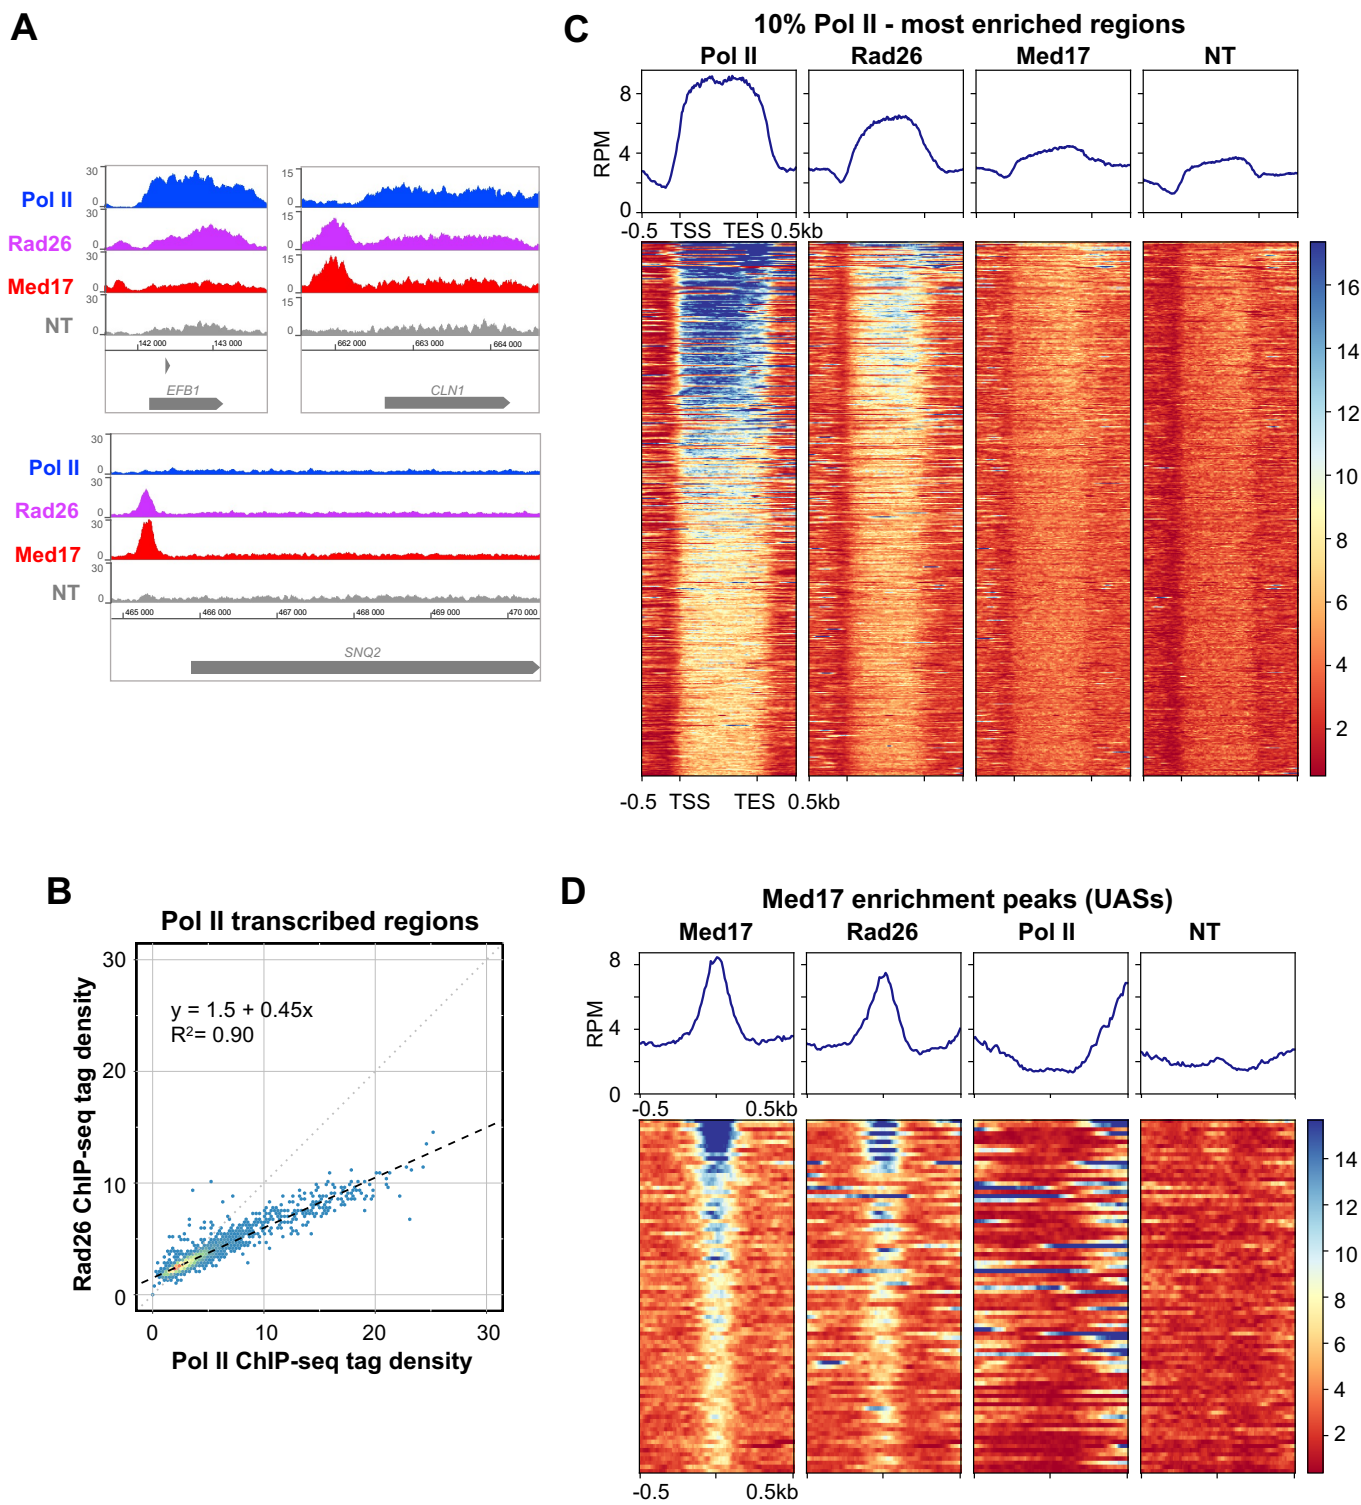 A
30
Pol II
0
30
Rad26
0
30
Med17
0
30
NT
0
142 000
143 000
EFB1
15
0
15
0
15
0
15
0
662 000
663 000
664 000
CLN1
30
Pol II
0
30
Rad26
0
30
Med17
0
30
NT
0
465 000
466 000
467 000
468 000
469 000
470 000
SNQ2
B
Pol II transcribed regions
Rad26 ChIP-seq tag density
30
20
10
0
y = 1.5 + 0.45x
R²= 0.90
0
10
20
30
Pol II ChIP-seq tag density
C
10% Pol II - most enriched regions
Pol II
Rad26
Med17
NT
RPM
8
4
0
-0.5 TSS TES 0.5kb
16
14
12
10
8
6
4
2
-0.5 TSS TES 0.5kb
D
Med17 enrichment peaks (UASs)
Med17
Rad26
Pol II
NT
RPM
8
4
0
-0.5 0.5kb
14
12
10
8
6
4
2
-0.5 0.5kb